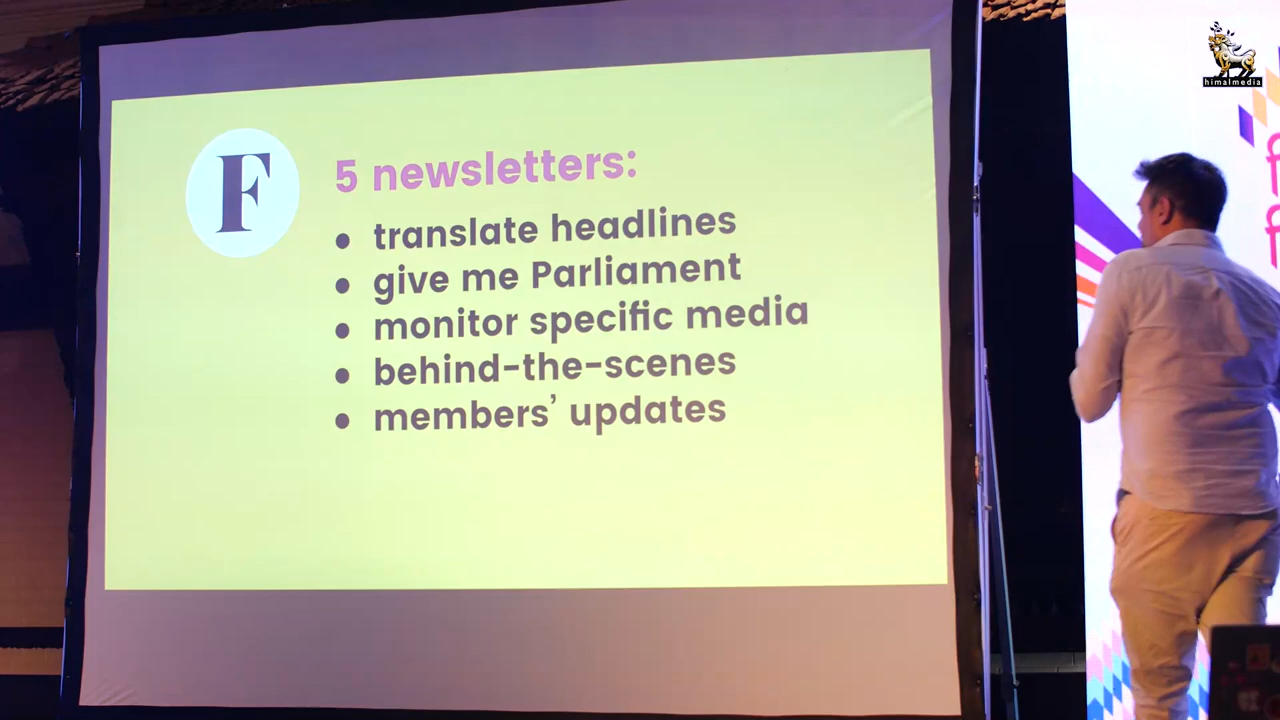 himalmedia
F
5 newsletters:
• translate headlines
• give me Parliament
• monitor specific media
• behind-the-scenes
• members’ updates